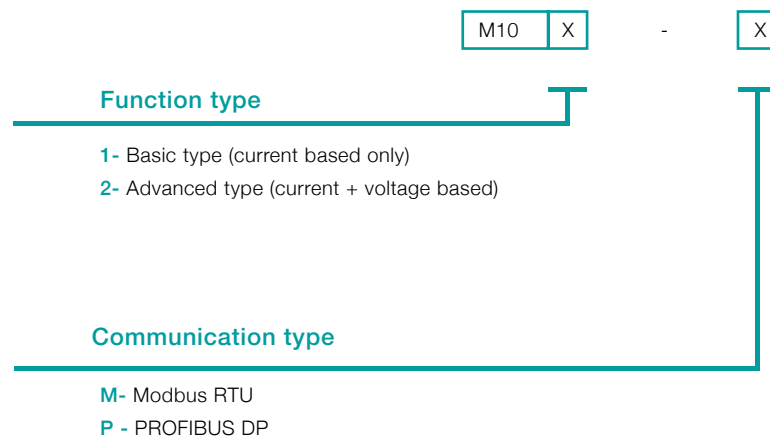 M10 X - X
Function type
1- Basic type (current based only)
2- Advanced type (current + voltage based)
Communication type
M- Modbus RTU
P - PROFIBUS DP